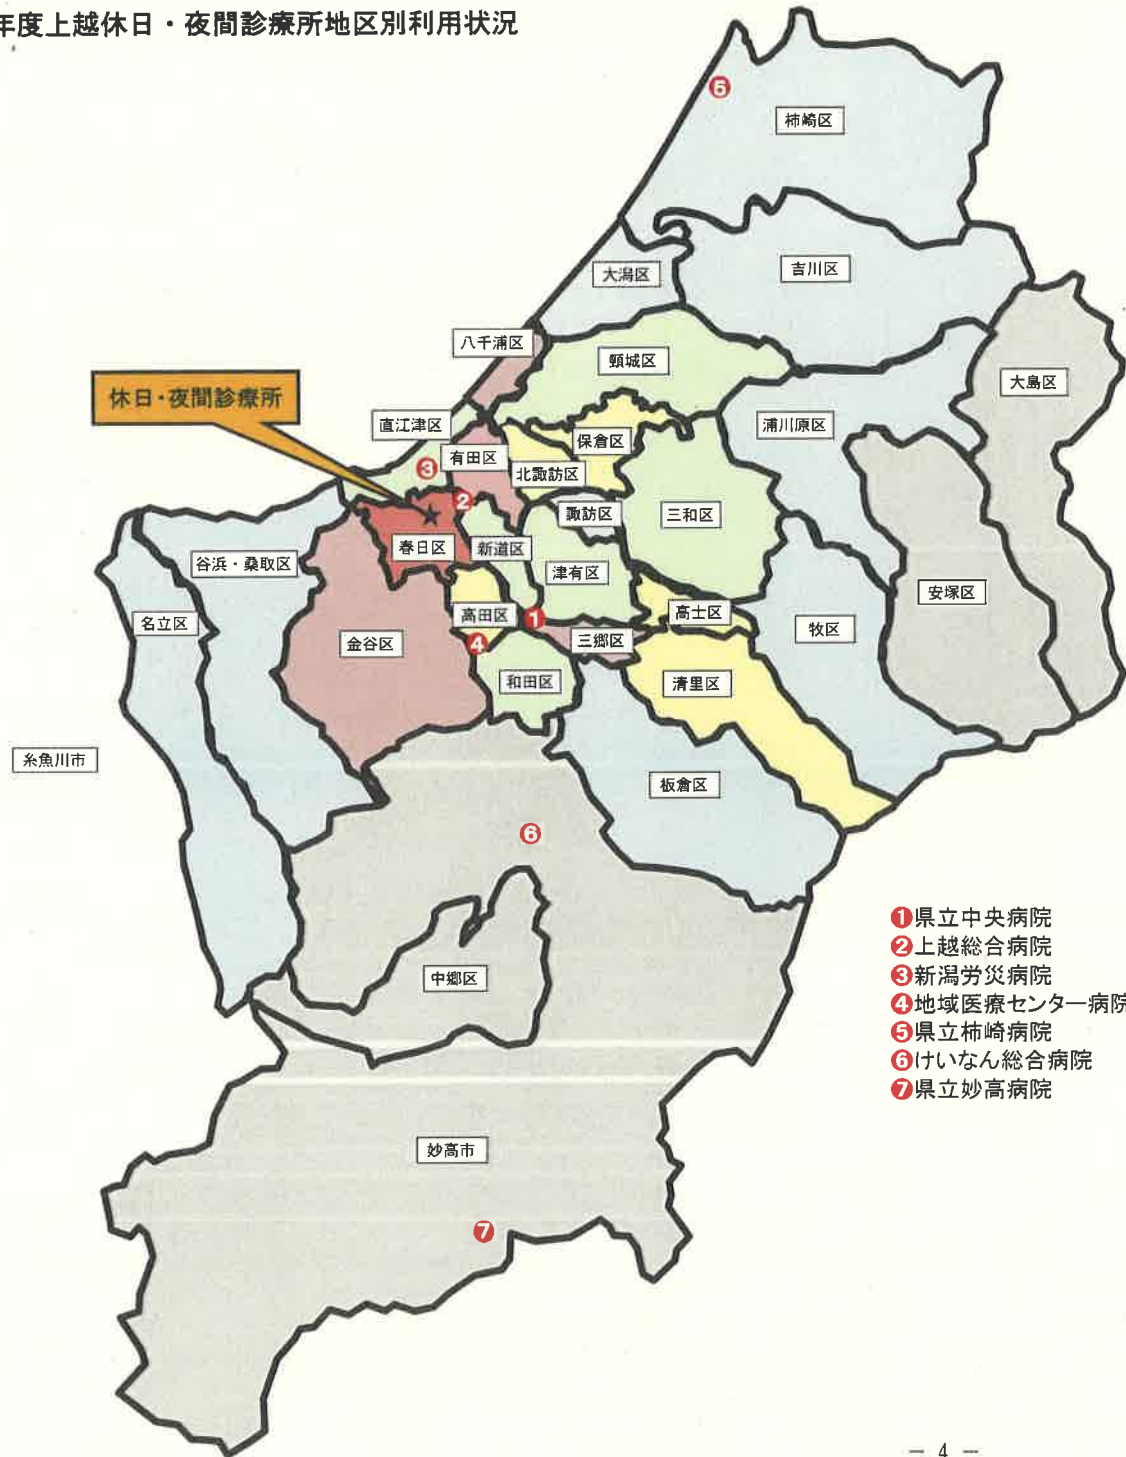 年度上越休日・夜間診療所地区別利用状況
5
柿崎区
大潟区
吉川区
八千浦区
頸城区
大島区
休日・夜間診療所
直江津区
浦川原区
保倉区
有田区
3
北諏訪区
2
諏訪区
三和区
春日区
新道区
谷浜・桑取区
津有区
安塚区
名立区
高田区
1
高士区
牧区
金谷区
4
三郷区
和田区
清里区
糸魚川市
板倉区
6
中郷区
❶県立中央病院
❷上越総合病院
❸新潟労災病院
❹地域医療センター病院
❺県立柿崎病院
❻けいなん総合病院
❼県立妙高病院
妙高市
7
― 4 ―